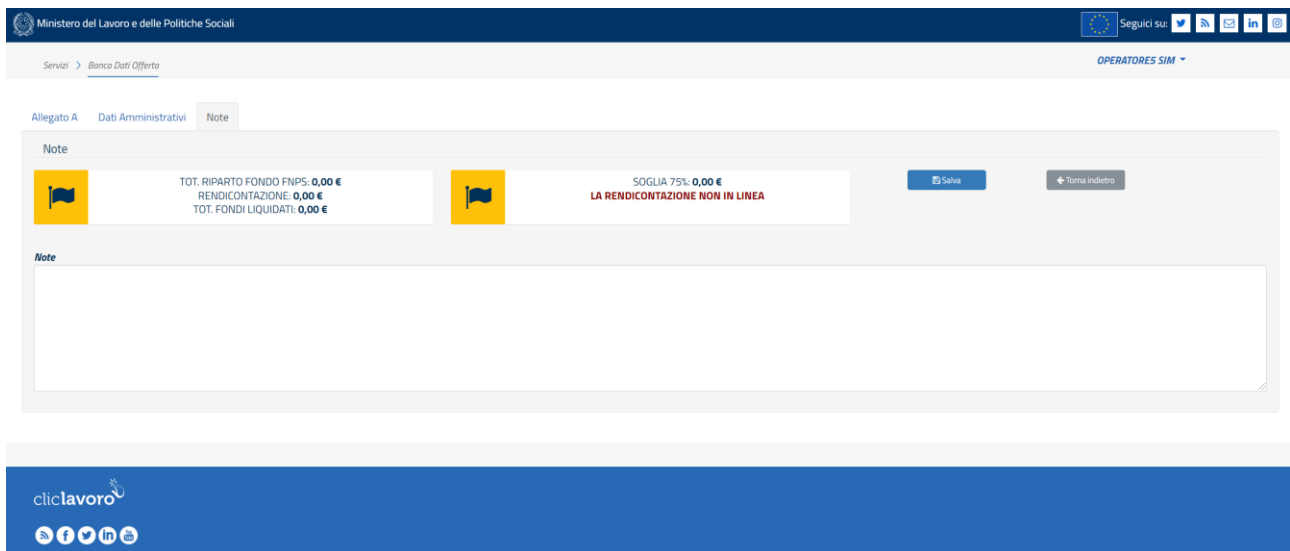 Ministero del Lavoro e delle Politiche Sociali
Seguici su:
in
Servizi > Banca Dati Offerta
OPERATORE5 SIM
Allegato A Dati Amministrativi Note
Note
TOT. RIPARTO FONDO FNPS: 0,00 €
RENDICONTAZIONE: 0,00 €
TOT. FONDI LIQUIDATI: 0,00 €
SOGLIA 75%: 0,00 €
LA RENDICONTAZIONE NON IN LINEA
Salva
Torna indietro
Note
cliclavoro